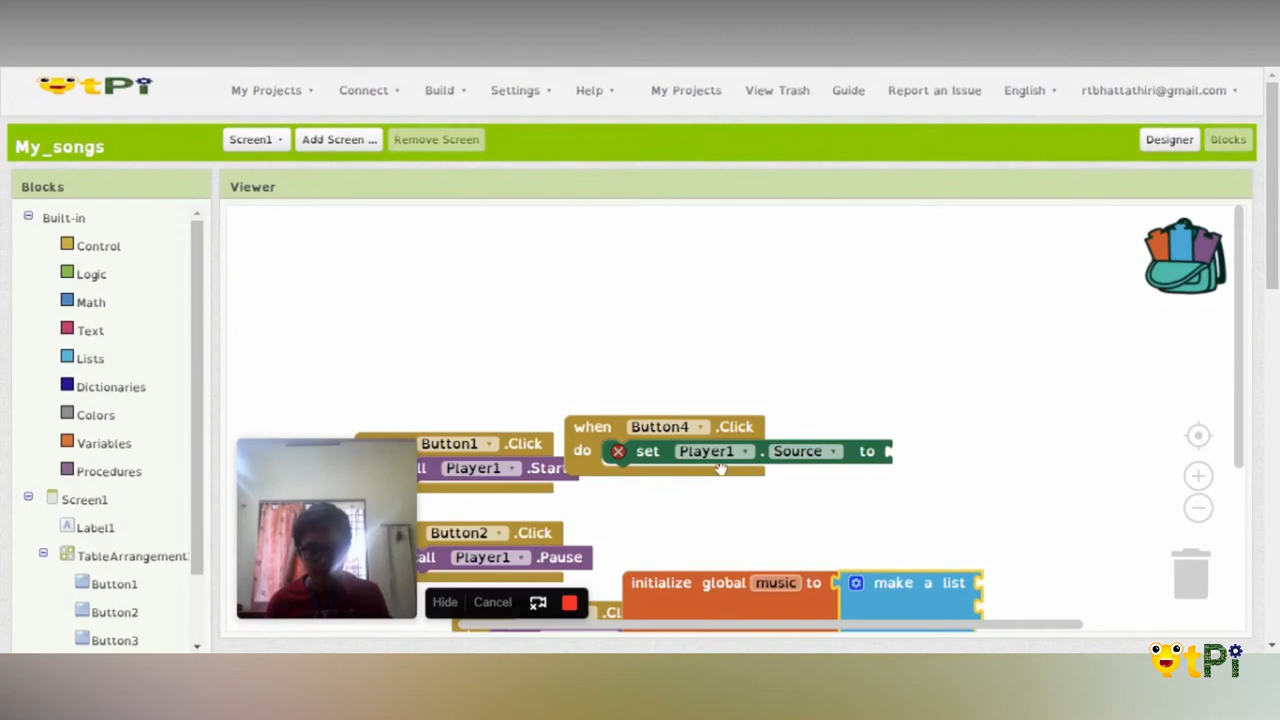 UtPi
My Projects Connect Build Settings Help My Projects View Trash Guide Report an Issue English rtbhattathiri@gmail.com
My_songs Screen1 Add Screen ... Remove Screen Designer Blocks
Blocks Viewer
Built-in
Control
Logic
Math
Text
Lists
Dictionaries
Colors
Variables
Procedures
Screen1
Label1
TableArrangement
Button1
Button2
Button3
when Button4 .Click
do set Player1 . Source to
Button1 .Click
Player1 .Start
Button2 .Click
Player1 .Pause
initialize global music to make a list
Hide Cancel
UtPi